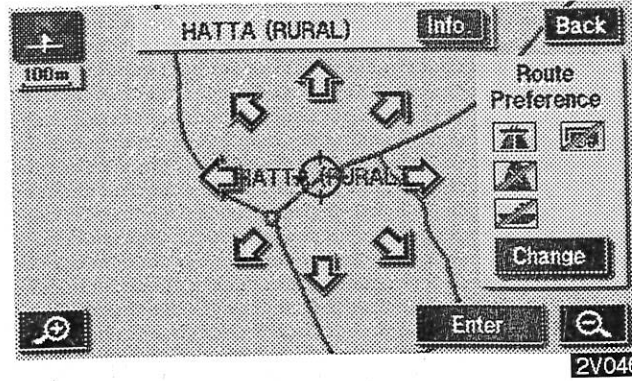 HATTA (RURAL) Info. Back
100m
Route
Preference
HATTA (RURAL)
Change
Enter
2V046